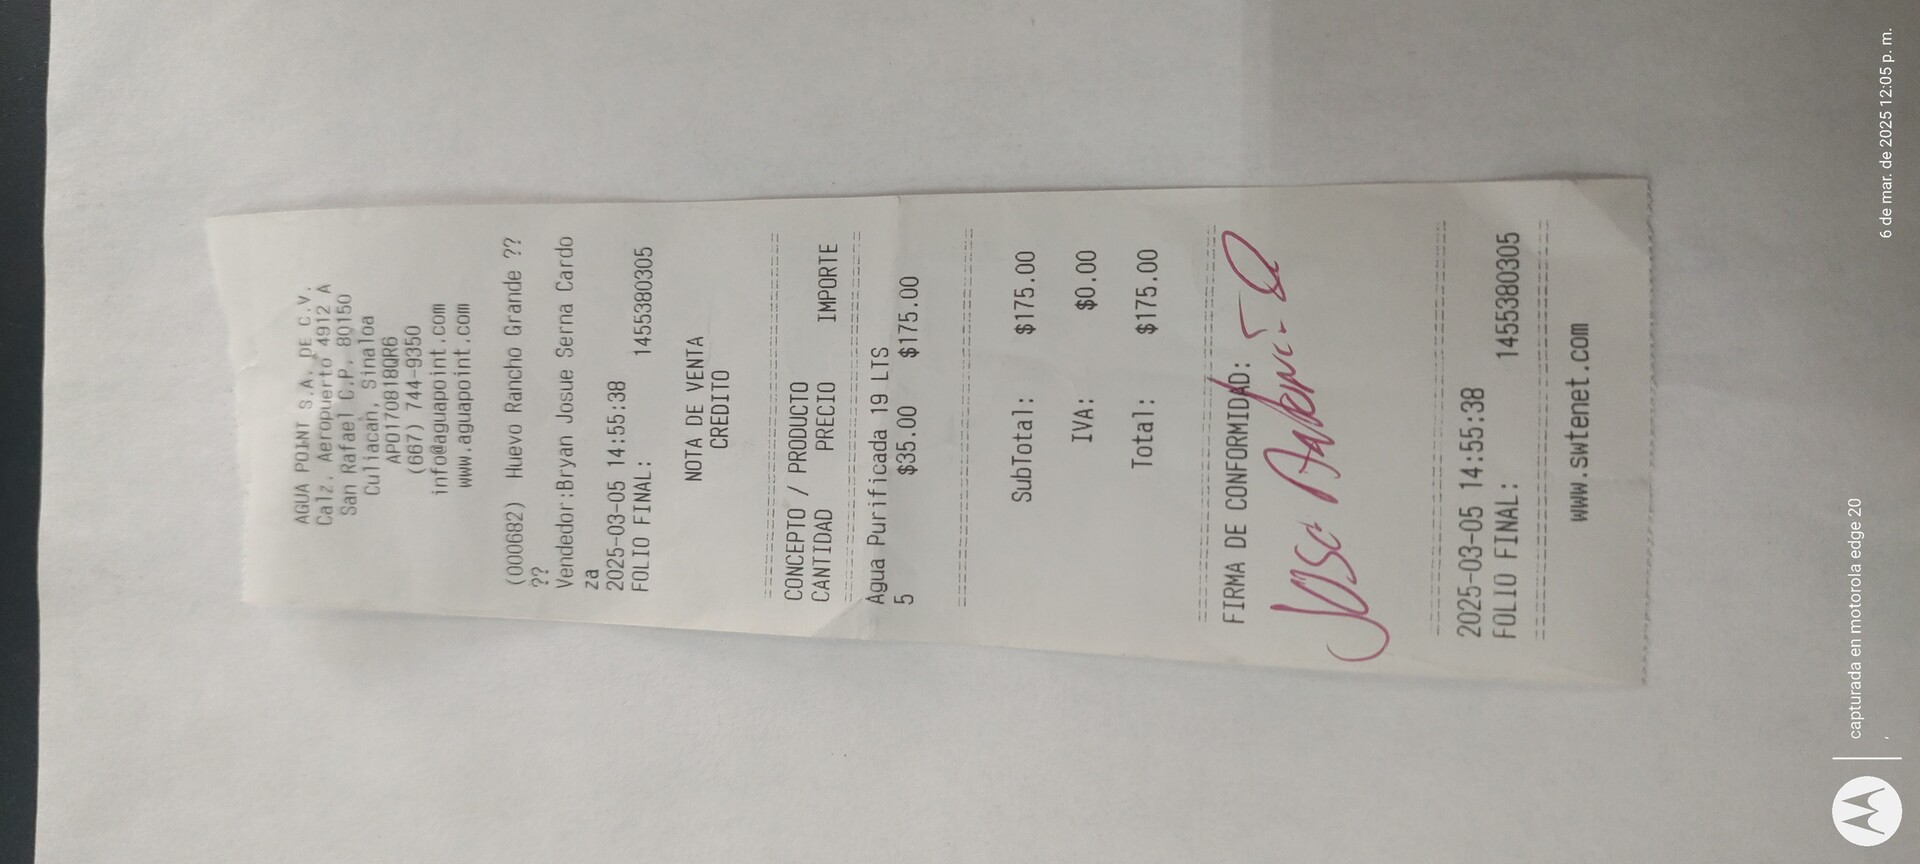 AGUA POINT S.A. DE C.V.
Calz. Aeropuerto 4912 A
San Rafael C.P. 80150
Culiacán, Sinaloa
APO170818QR6
(667) 744-9350
info@aguapoint.com
www.aguapoint.com
(000682) Huevo Rancho Grande ??
??
Vendedor:Bryan Josue Serna Cardo
za
2025-03-05 14:55:38
FOLIO FINAL: 1455380305
NOTA DE VENTA
CREDITO
CONCEPTO / PRODUCTO
CANTIDAD PRECIO IMPORTE
Agua Purificada 19 LTS
5 $35.00 $175.00
SubTotal: $175.00
IVA: $0.00
Total: $175.00
FIRMA DE CONFORMIDAD:
Jose
2025-03-05 14:55:38
FOLIO FINAL: 1455380305
www.swtenet.com
capturada en motorola edge 20
,
6 de mar. de 2025 12:05 p. m.